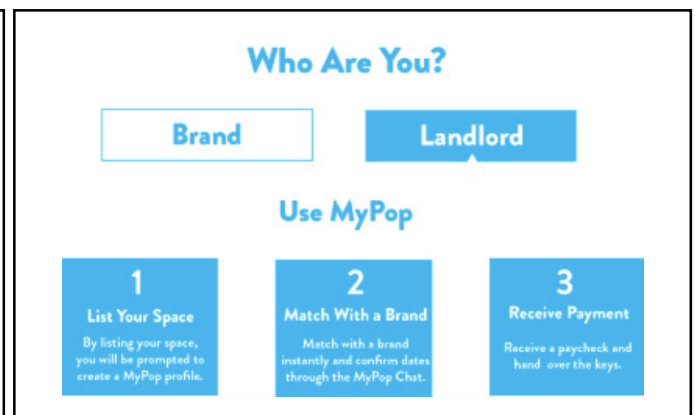 Who Are You?
Brand
Landlord
Use MyPop
1
List Your Space
By listing your space,
you will be prompted to
create a MyPop profile.
2
Match With a Brand
Match with a brand
instantly and confirm dates
through the MyPop Chat.
3
Receive Payment
Receive a paycheck and
hand over the keys.